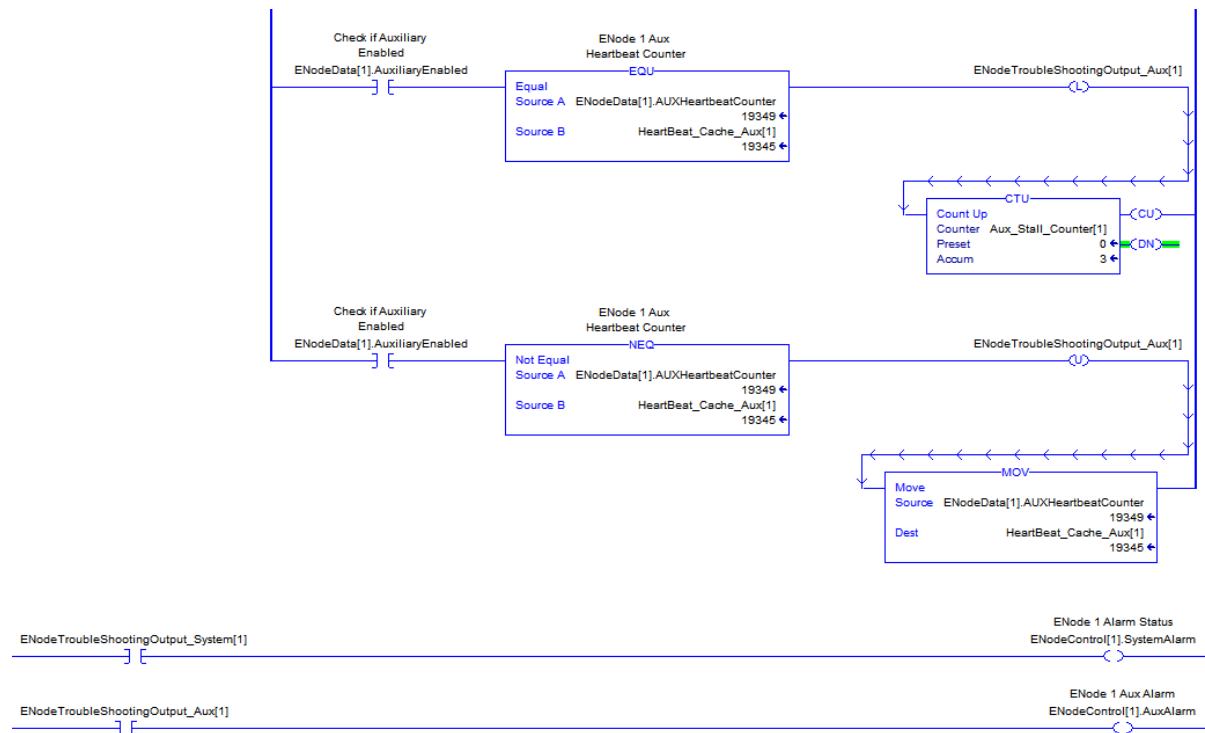 Check if Auxiliary
Enabled
ENodeData[1].AuxiliaryEnabled
ENode 1 Aux
Heartbeat Counter
EQU
Equal
Source A ENodeData[1].AUXHeartbeatCounter
19349
Source B HeartBeat_Cache_Aux[1]
19345
ENodeTroubleShootingOutput_Aux[1]
L
CTU
Count Up
Counter Aux_Stall_Counter[1]
Preset 0
Accum 3
CU
DN
Check if Auxiliary
Enabled
ENodeData[1].AuxiliaryEnabled
ENode 1 Aux
Heartbeat Counter
NEQ
Not Equal
Source A ENodeData[1].AUXHeartbeatCounter
19349
Source B HeartBeat_Cache_Aux[1]
19345
ENodeTroubleShootingOutput_Aux[1]
U
MOV
Move
Source ENodeData[1].AUXHeartbeatCounter
19349
Dest HeartBeat_Cache_Aux[1]
19345
ENodeTroubleShootingOutput_System[1]
ENode 1 Alarm Status
ENodeControl[1].SystemAlarm
ENodeTroubleShootingOutput_Aux[1]
ENode 1 Aux Alarm
ENodeControl[1].AuxAlarm